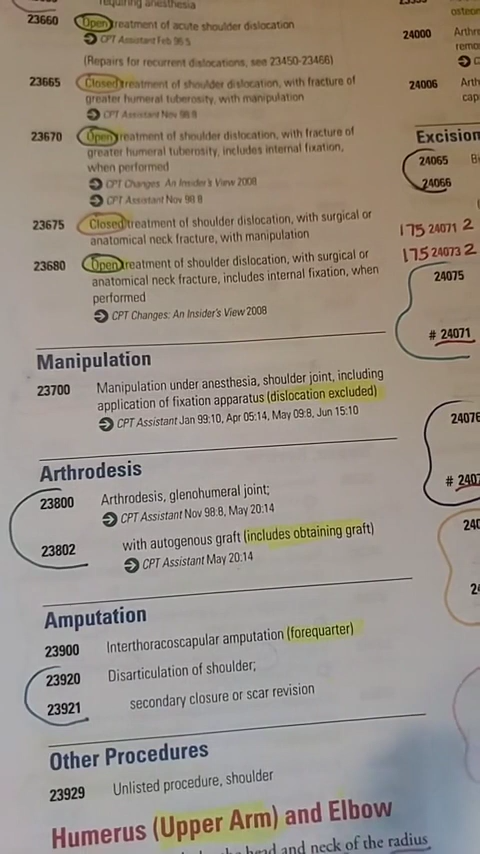 requiring anesthesia
23660 Open treatment of acute shoulder dislocation
CPT Assistant Feb 96:5
(Repairs for recurrent dislocations, see 23450-23466)
23665 Closed treatment of shoulder dislocation, with fracture of
greater humeral tuberosity, with manipulation
CPT Assistant Nov 98:8
23670 Open treatment of shoulder dislocation, with fracture of
greater humeral tuberosity, includes internal fixation,
when performed
CPT Changes: An Insider's View 2008
CPT Assistant Nov 98:8
23675 Closed treatment of shoulder dislocation, with surgical or
anatomical neck fracture, with manipulation
23680 Open treatment of shoulder dislocation, with surgical or
anatomical neck fracture, includes internal fixation, when
performed
CPT Changes: An Insider's View 2008
Manipulation
23700 Manipulation under anesthesia, shoulder joint, including
application of fixation apparatus (dislocation excluded)
CPT Assistant Jan 99:10, Apr 05:14, May 09:8, Jun 15:10
Arthrodesis
23800 Arthrodesis, glenohumeral joint;
CPT Assistant Nov 98:8, May 20:14
23802 with autogenous graft (includes obtaining graft)
CPT Assistant May 20:14
Amputation
23900 Interthoracoscapular amputation (forequarter)
23920 Disarticulation of shoulder;
23921 secondary closure or scar revision
Other Procedures
23929 Unlisted procedure, shoulder
Humerus (Upper Arm) and Elbow
head and neck of the radius
24000
24006
Excision
24065
24066
175 24071 2
175 24073 2
24075
# 24071